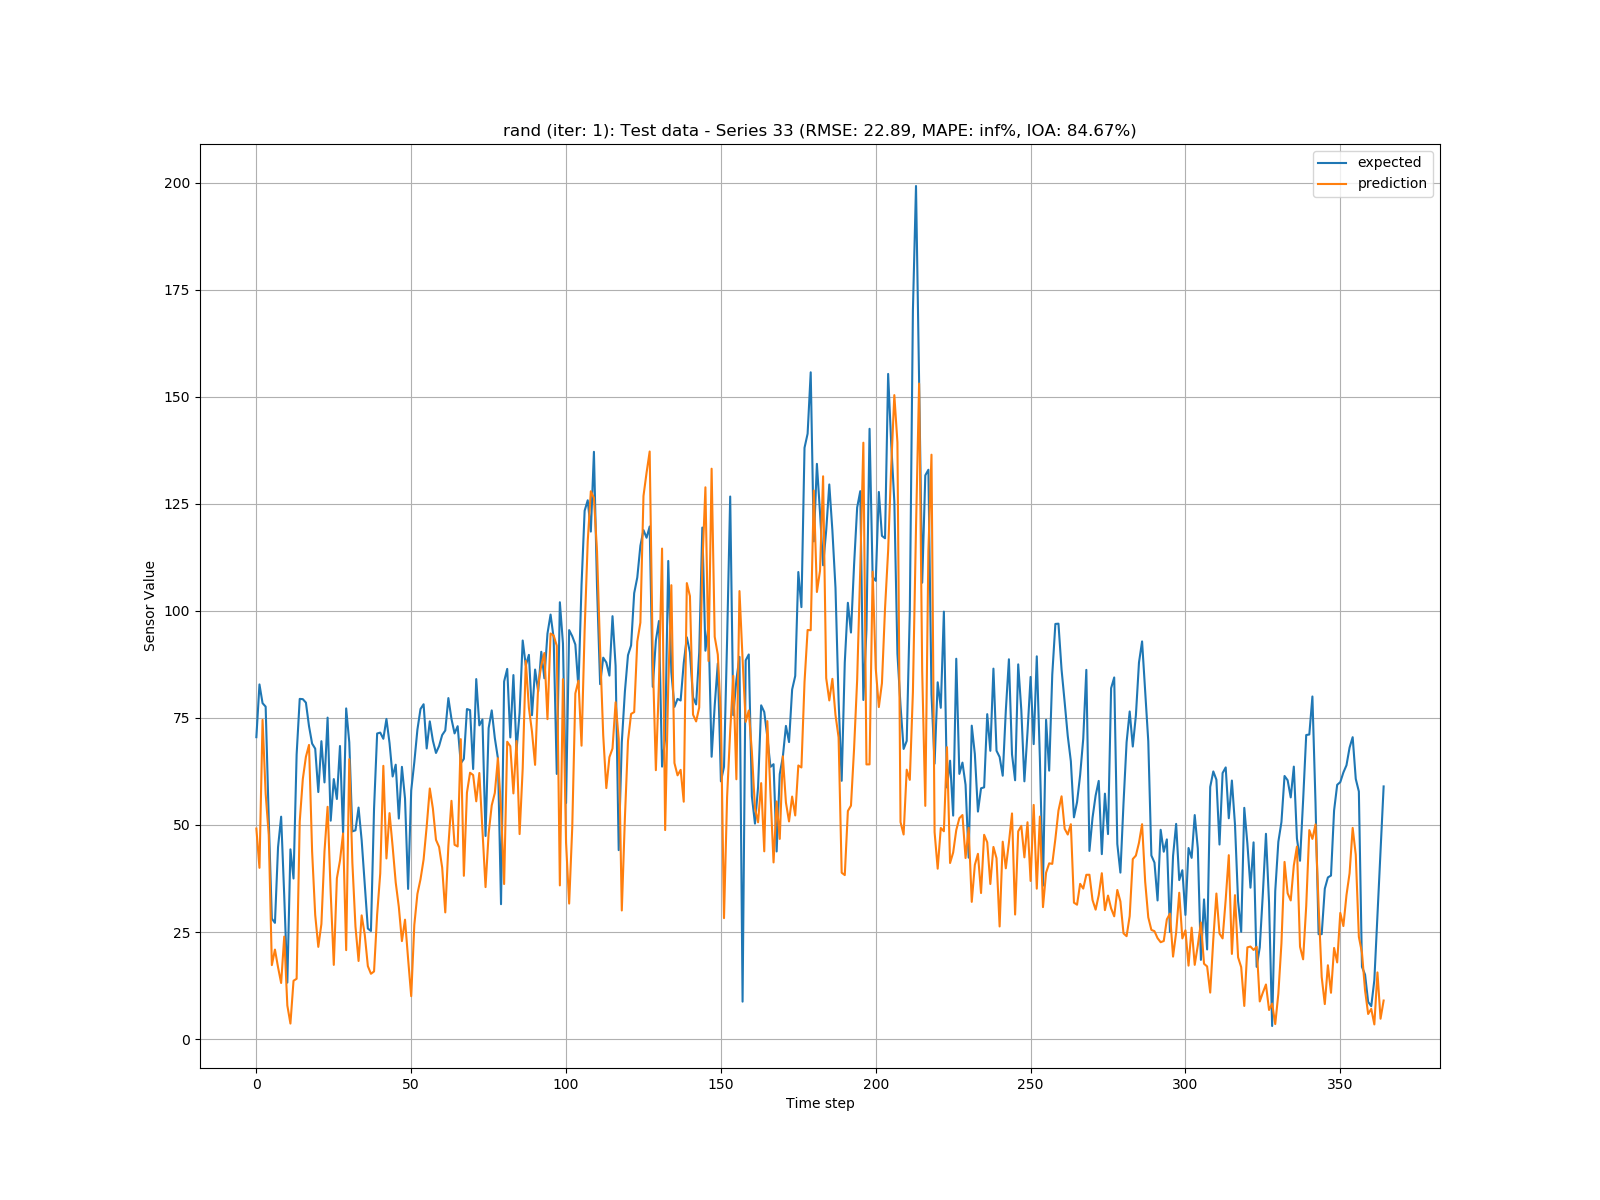 rand (iter: 1): Test data - Series 33 (RMSE: 22.89, MAPE: inf%, IOA: 84.67%)
expected
prediction
200
175
150
125
100
75
50
25
0
Sensor Value
0 50 100 150 200 250 300 350
Time step